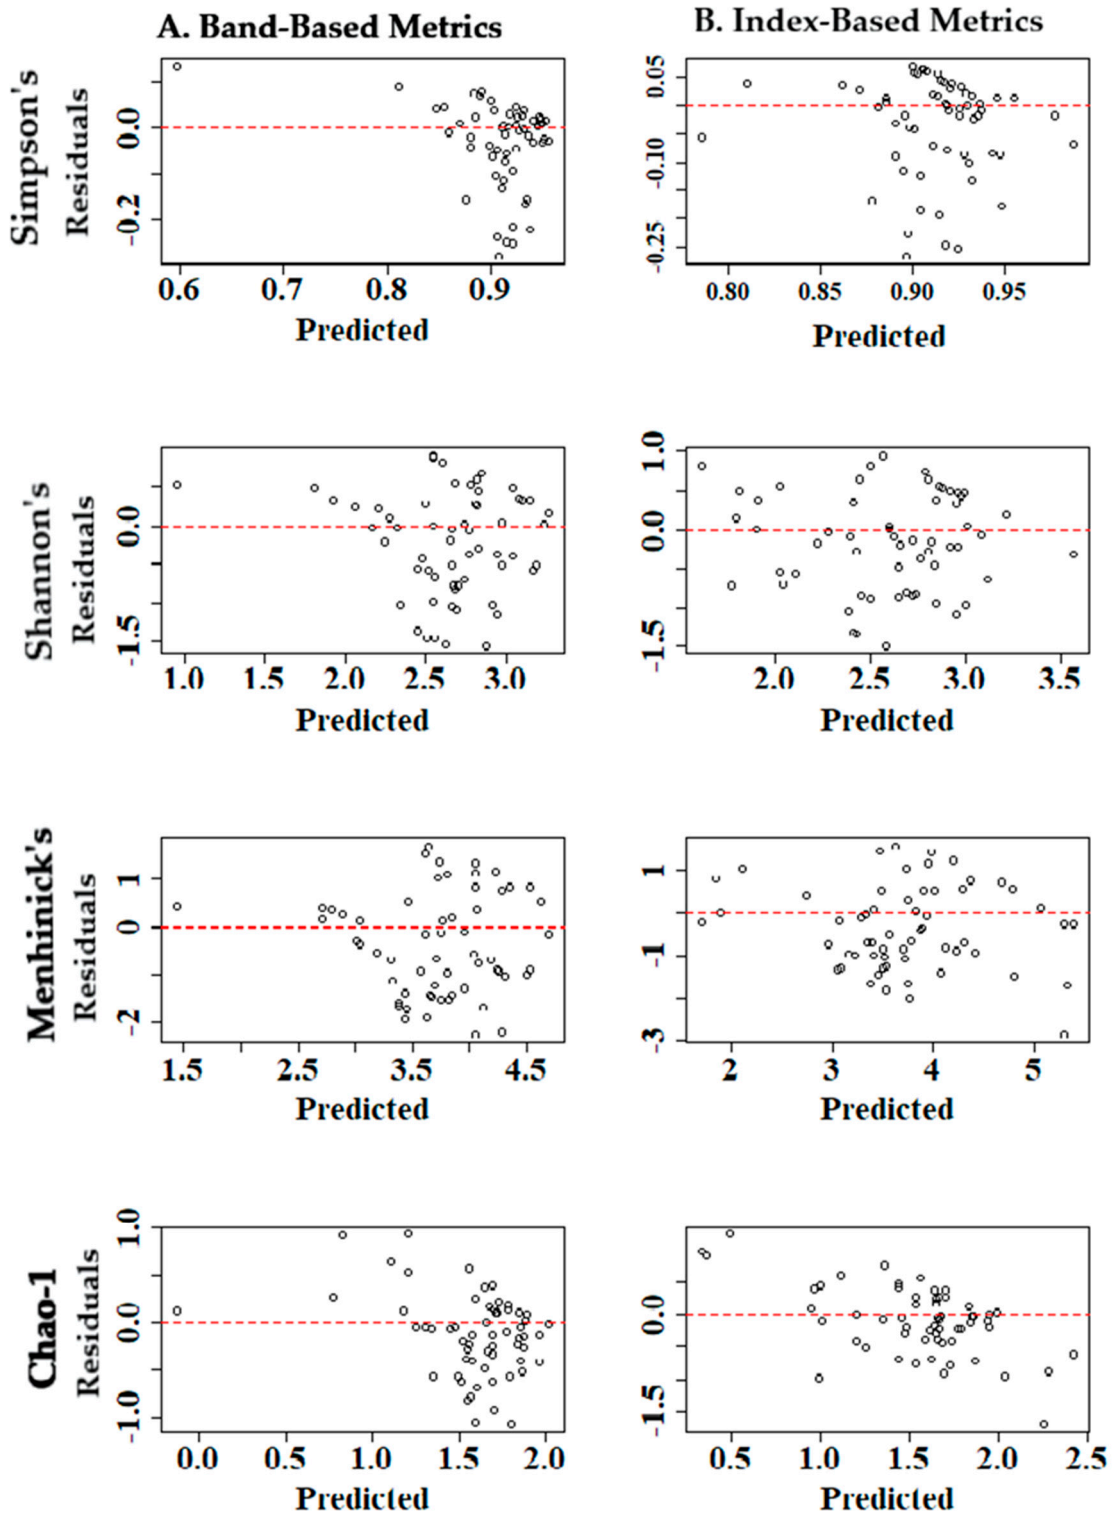 A. Band-Based Metrics
B. Index-Based Metrics
Simpson's
Residuals
0.0
-0.2
0.6 0.7 0.8 0.9
Predicted
0.05
-0.10
-0.25
0.80 0.85 0.90 0.95
Predicted
Shannon's
Residuals
0.0
-1.5
1.0 1.5 2.0 2.5 3.0
Predicted
1.0
0.0
-1.5
2.0 2.5 3.0 3.5
Predicted
Menhinick's
Residuals
1
0
-2
1.5 2.5 3.5 4.5
Predicted
1
-1
-3
2 3 4 5
Predicted
Chao-1
Residuals
1.0
0.0
-1.0
0.0 0.5 1.0 1.5 2.0
Predicted
0.0
-1.5
0.5 1.0 1.5 2.0 2.5
Predicted